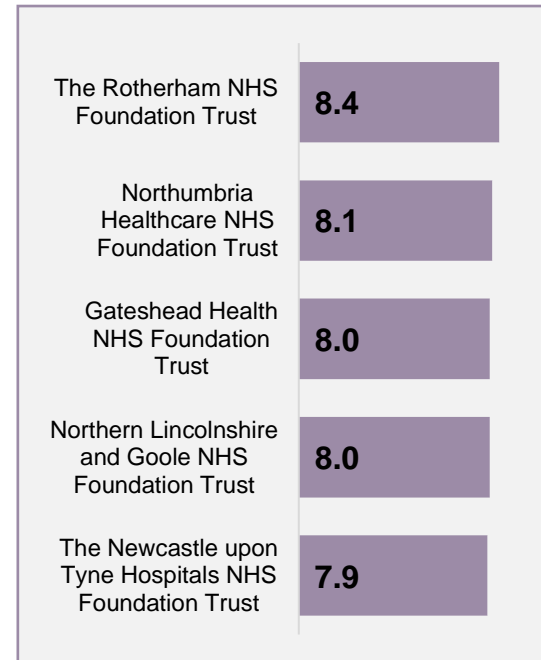 The Rotherham NHS
Foundation Trust
8.4
Northumbria
Healthcare NHS
Foundation Trust
8.1
Gateshead Health
NHS Foundation
Trust
8.0
Northern Lincolnshire
and Goole NHS
Foundation Trust
8.0
The Newcastle upon
Tyne Hospitals NHS
Foundation Trust
7.9